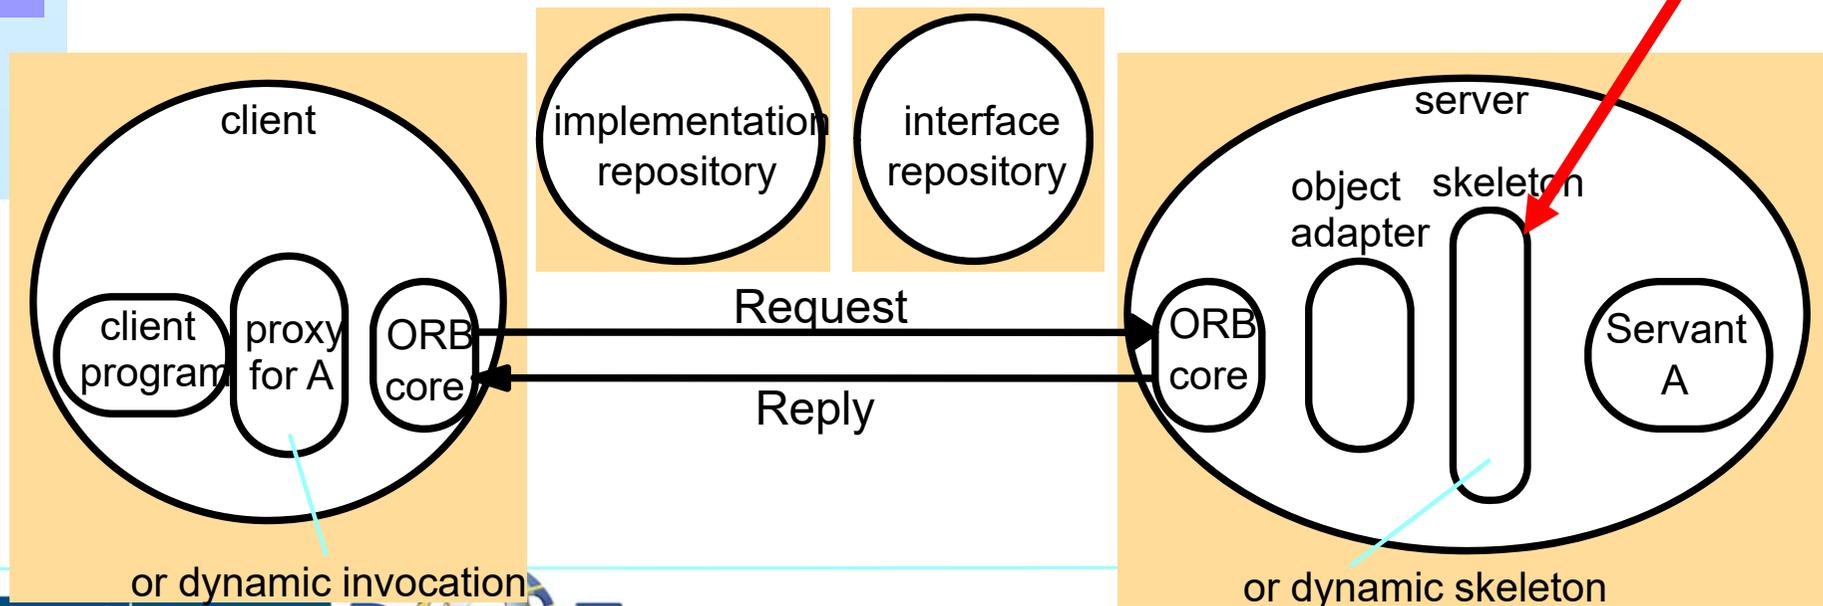 client
client
program
proxy
for A
ORB
core
or dynamic invocation
implementation
repository
interface
repository
Request
Reply
server
object
adapter
skeleton
ORB
core
Servant
A
or dynamic skeleton